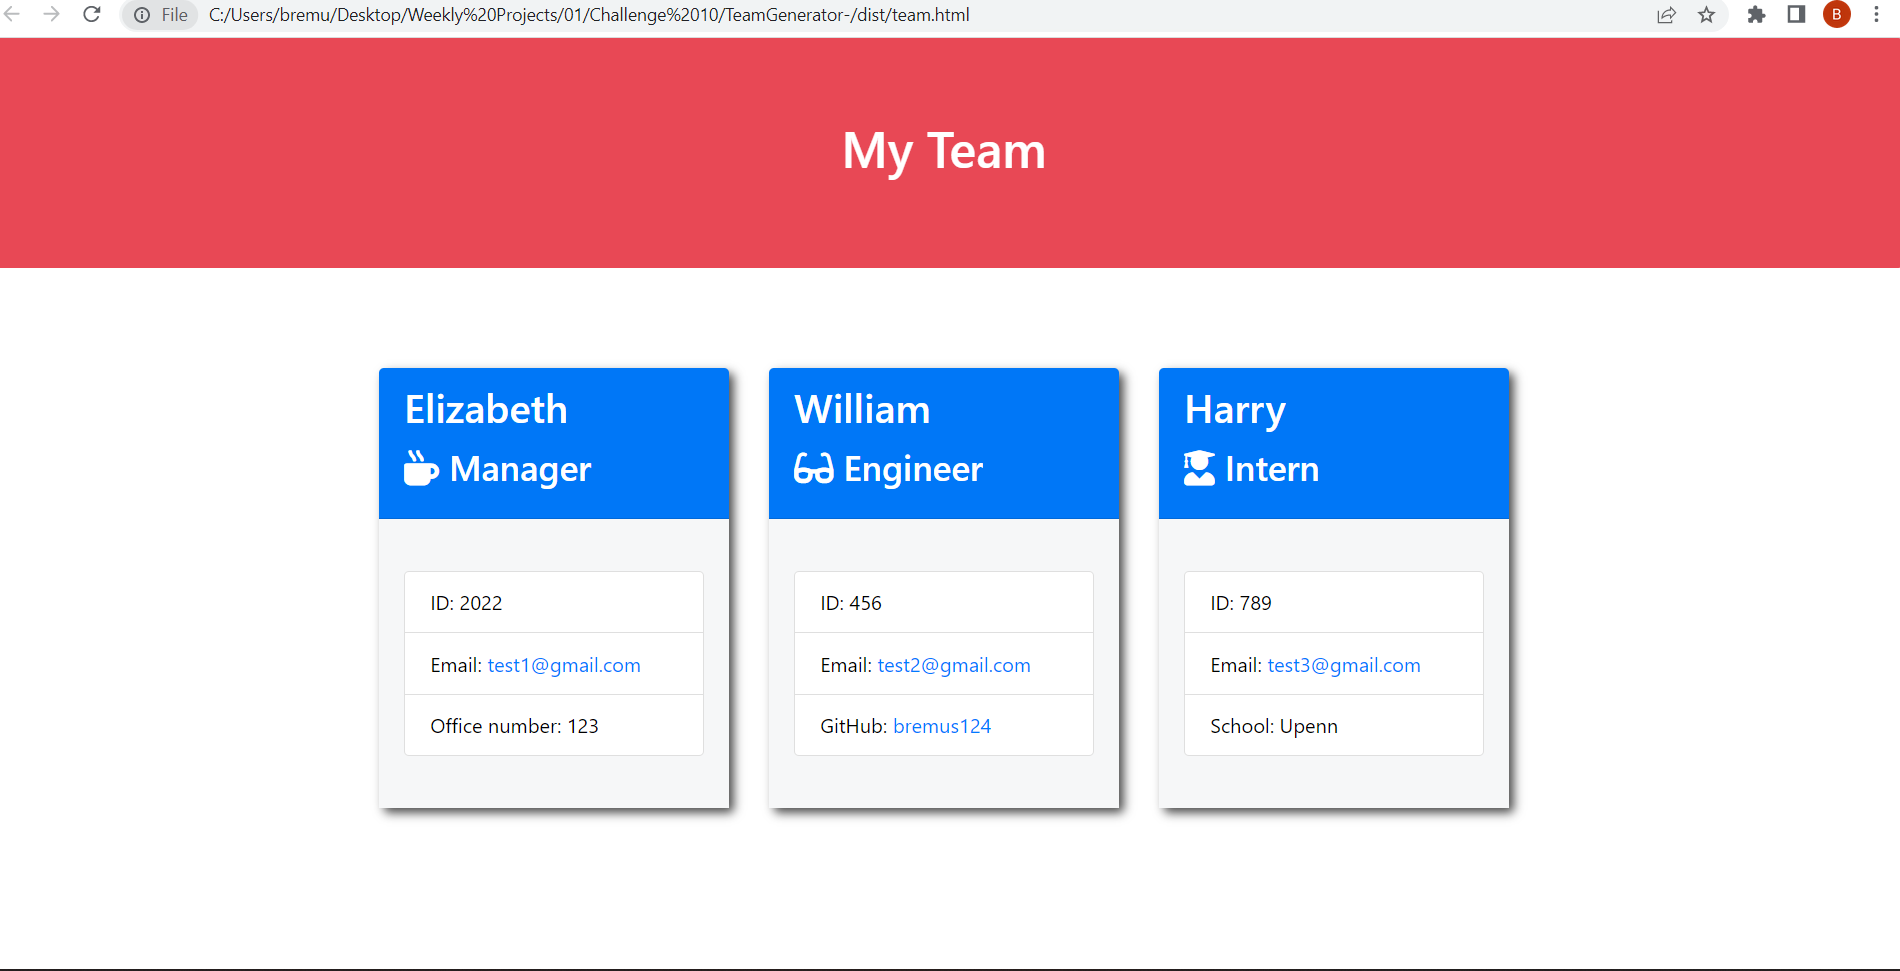 File C:/Users/bremu/Desktop/Weekly%20Projects/01/Challenge%2010/TeamGenerator-/dist/team.html B
My Team
Elizabeth
Manager
ID: 2022
Email: test1@gmail.com
Office number: 123
William
Engineer
ID: 456
Email: test2@gmail.com
GitHub: bremus124
Harry
Intern
ID: 789
Email: test3@gmail.com
School: Upenn